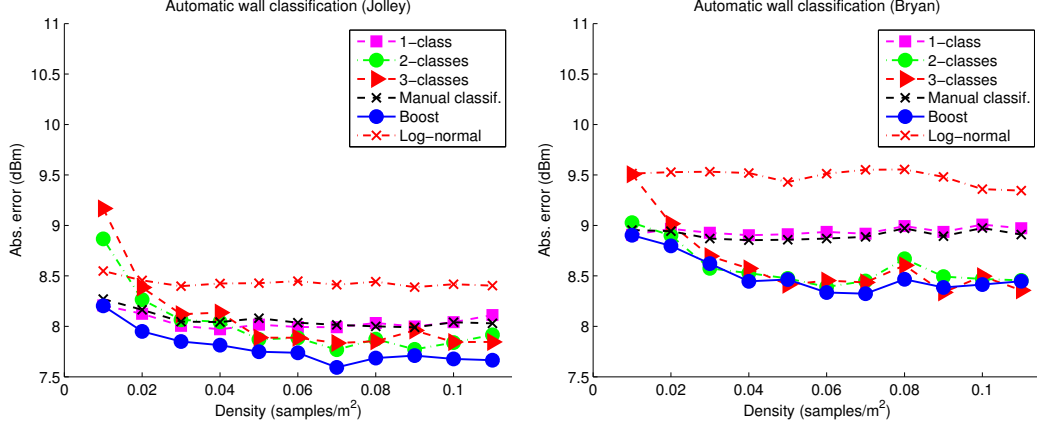 Automatic wall classification (Jolley)
11
10.5
10
9.5
9
8.5
8
7.5
Abs. error (dBm)
0
0.02
0.04
0.06
0.08
0.1
Density (samples/m²)
1−class
2−classes
3−classes
Manual classif.
Boost
Log−normal
Automatic wall classification (Bryan)
11
10.5
10
9.5
9
8.5
8
7.5
Abs. error (dBm)
0
0.02
0.04
0.06
0.08
0.1
Density (samples/m²)
1−class
2−classes
3−classes
Manual classif.
Boost
Log−normal